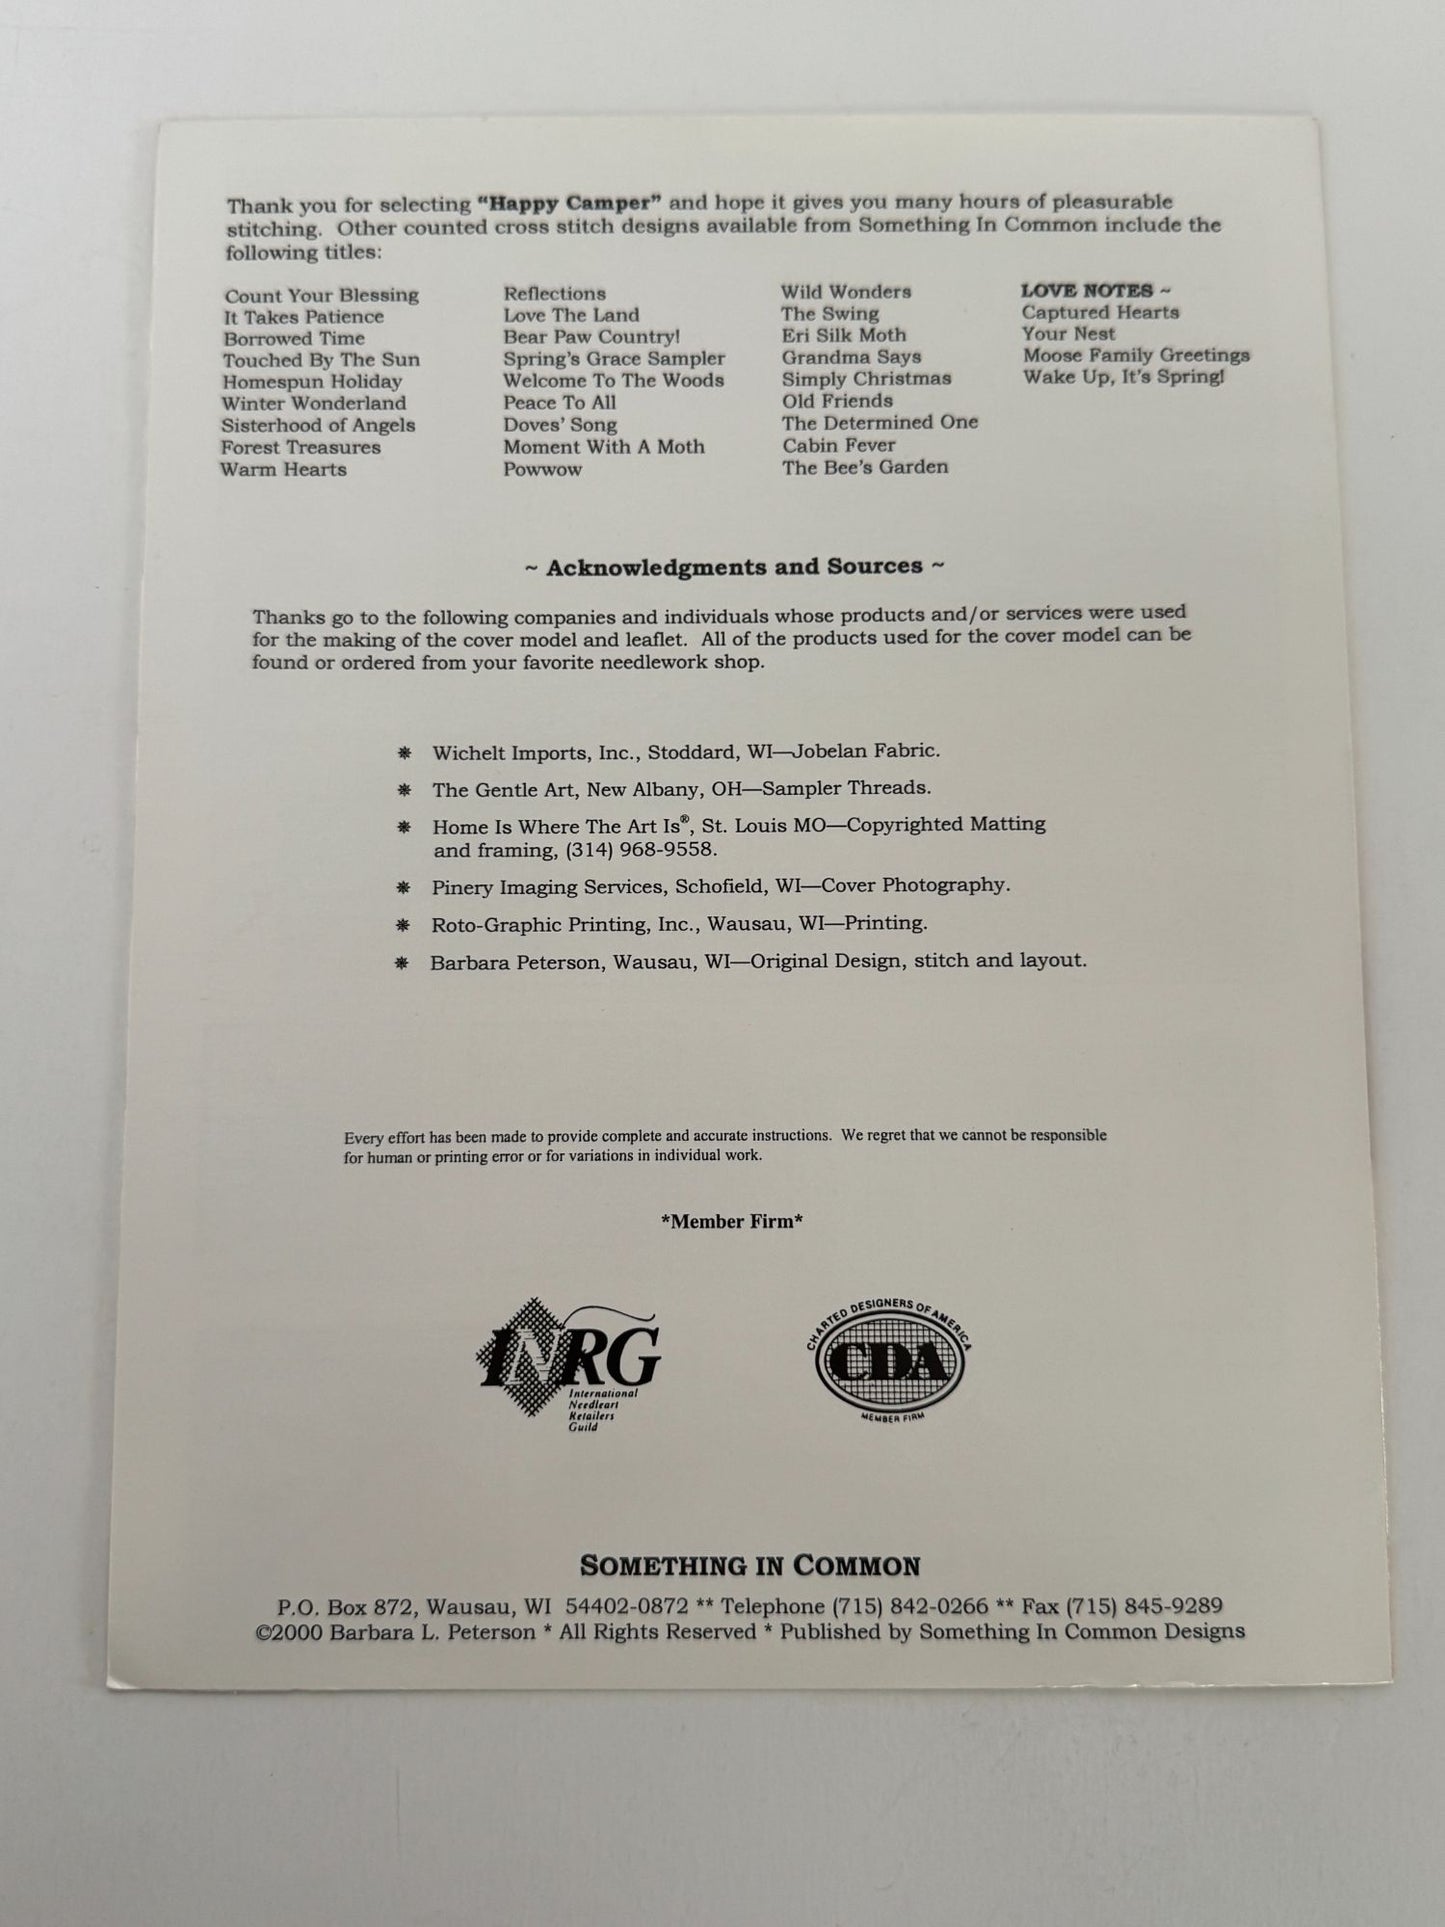 Thank you for selecting “Happy Camper” and hope it gives you many hours of pleasurable
stitching. Other counted cross stitch designs available from Something In Common include the
following titles:
Count Your Blessing
It Takes Patience
Borrowed Time
Touched By The Sun
Homespun Holiday
Winter Wonderland
Sisterhood of Angels
Forest Treasures
Warm Hearts
Reflections
Love The Land
Bear Paw Country!
Spring’s Grace Sampler
Welcome To The Woods
Peace To All
Doves’ Song
Moment With A Moth
Powwow
Wild Wonders
The Swing
Eri Silk Moth
Grandma Says
Simply Christmas
Old Friends
The Determined One
Cabin Fever
The Bee’s Garden
LOVE NOTES ~
Captured Hearts
Your Nest
Moose Family Greetings
Wake Up, It’s Spring!
~ Acknowledgments and Sources ~
Thanks go to the following companies and individuals whose products and/or services were used
for the making of the cover model and leaflet. All of the products used for the cover model can be
found or ordered from your favorite needlework shop.
⁕ Wichelt Imports, Inc., Stoddard, WI—Jobelan Fabric.
⁕ The Gentle Art, New Albany, OH—Sampler Threads.
⁕ Home Is Where The Art Is®, St. Louis MO—Copyrighted Matting
and framing, (314) 968-9558.
⁕ Pinery Imaging Services, Schofield, WI—Cover Photography.
⁕ Roto-Graphic Printing, Inc., Wausau, WI—Printing.
⁕ Barbara Peterson, Wausau, WI—Original Design, stitch and layout.
Every effort has been made to provide complete and accurate instructions. We regret that we cannot be responsible
for human or printing error or for variations in individual work.
*Member Firm*
INRG
International
Needleart
Retailers
Guild
CHARTED DESIGNERS OF AMERICA
CDA
MEMBER FIRM
SOMETHING IN COMMON
P.O. Box 872, Wausau, WI 54402-0872 ** Telephone (715) 842-0266 ** Fax (715) 845-9289
©2000 Barbara L. Peterson * All Rights Reserved * Published by Something In Common Designs